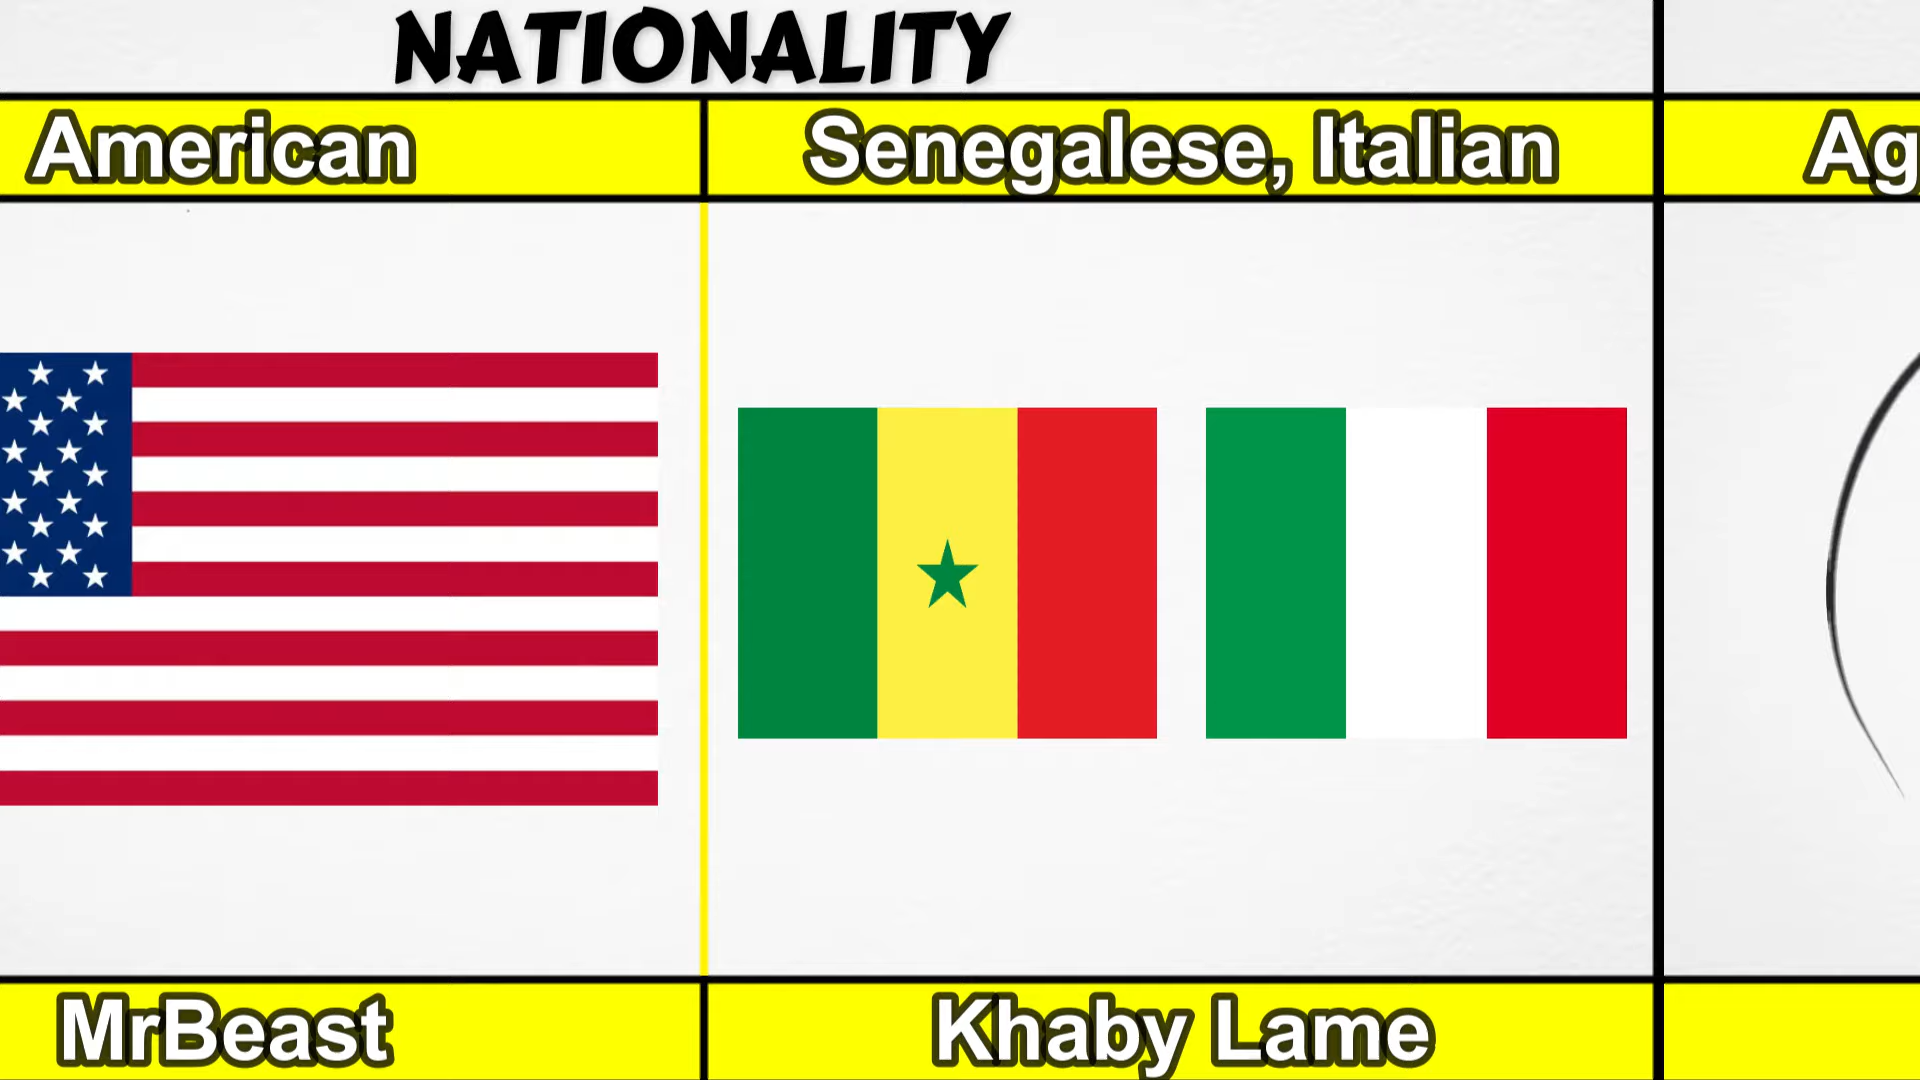 NATIONALITY
American
Senegalese, Italian
MrBeast
Khaby Lame